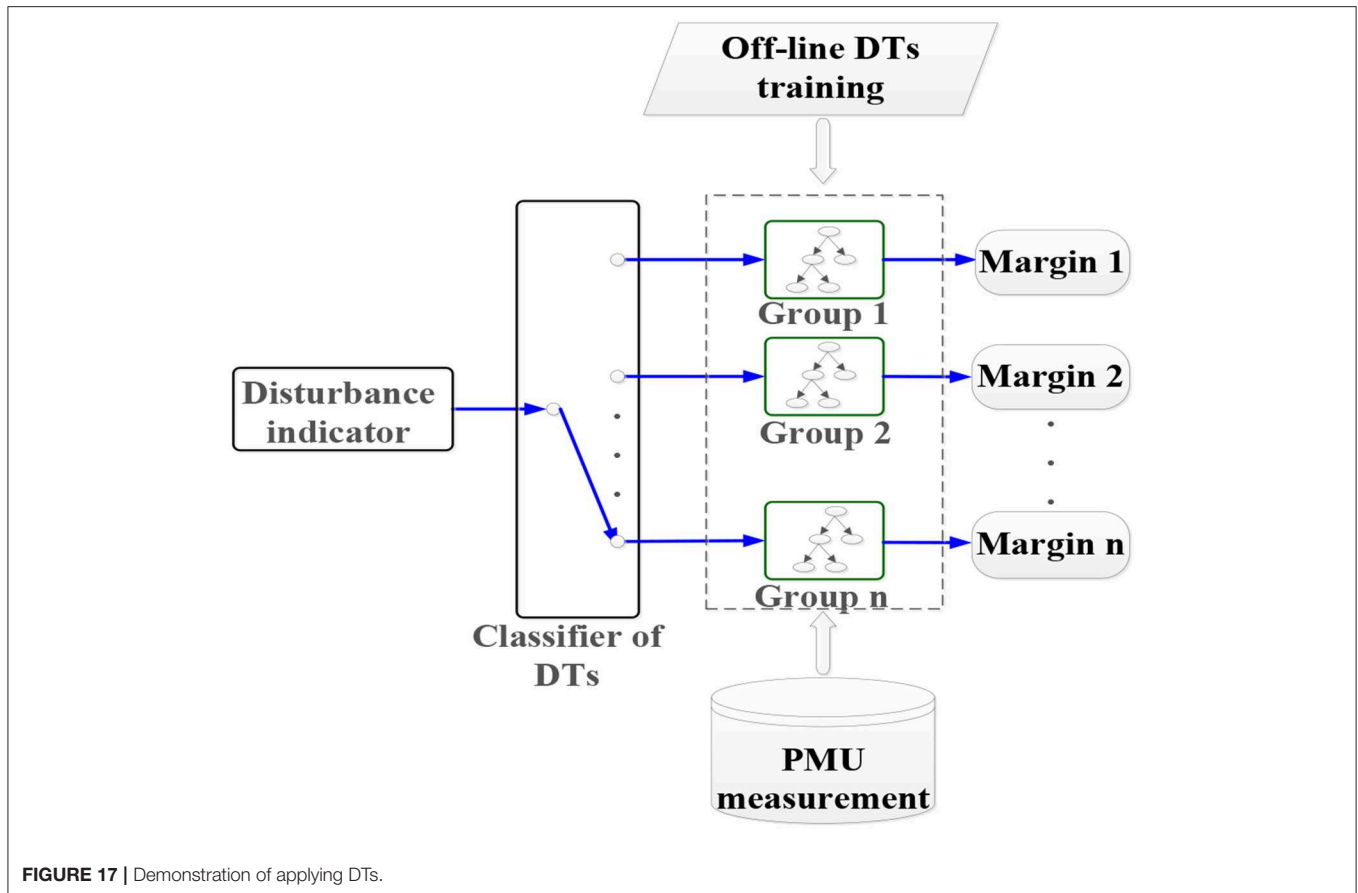 Off-line DTs
training
Group 1
Margin 1
Group 2
Margin 2
Disturbance
indicator
Group n
Margin n
Classifier of
DTs
PMU
measurement
FIGURE 17 | Demonstration of applying DTs.